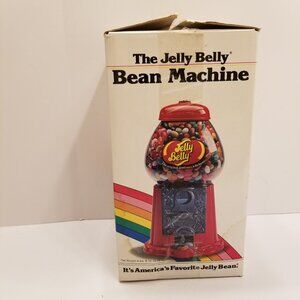 The Jelly Belly®
Bean Machine
Jelly
Belly
It's America's Favorite Jelly Bean!